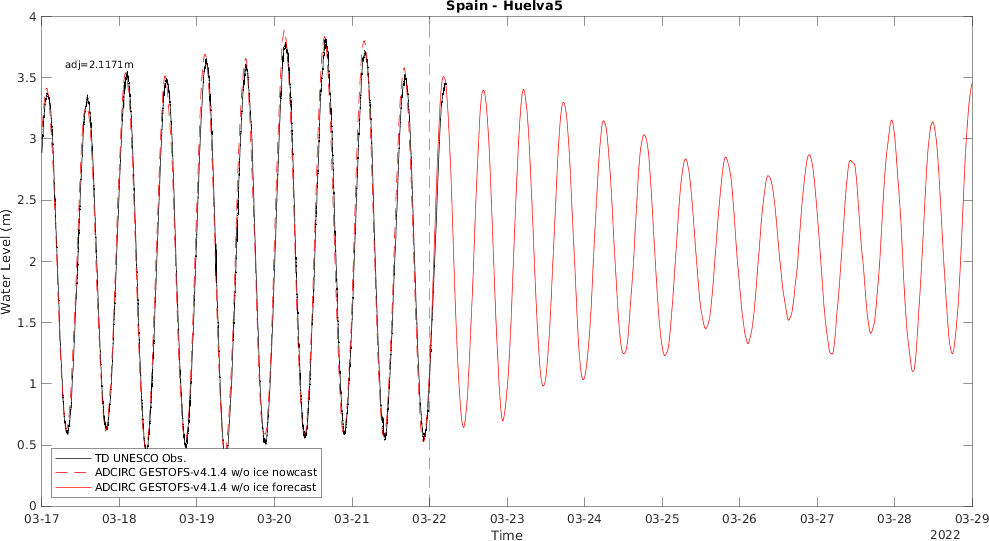 Spain - Huelva5
4
adj=2.1171m
3.5
3
2.5
Water Level (m)
2
1.5
1
0.5
0
TD UNESCO Obs.
ADCIRC GESTOFS-v4.1.4 w/o ice nowcast
ADCIRC GESTOFS-v4.1.4 w/o ice forecast
03-17 03-18 03-19 03-20 03-21 03-22 03-23 03-24 03-25 03-26 03-27 03-28 03-29
Time
2022